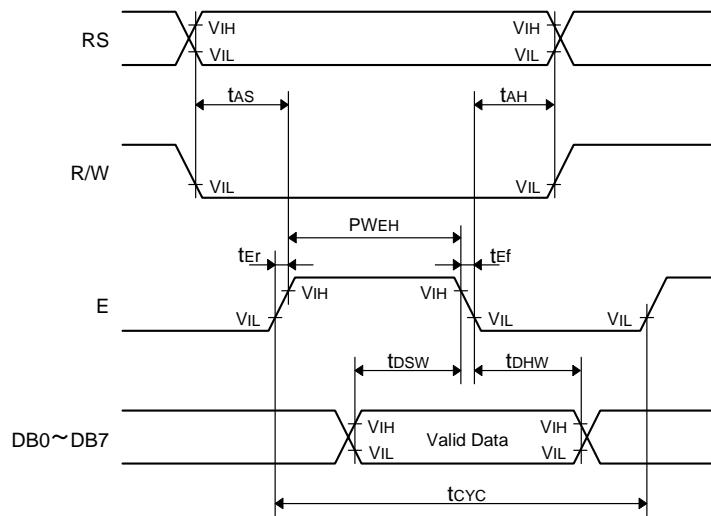 RS
VIH
VIH
VIL
VIL
tAS
tAH
R/W
VIL
VIL
PWEH
tEr
tEf
E
VIH
VIH
VIL
VIL
VIL
tDSW
tDHW
DB0～DB7
VIH
VIH
Valid Data
VIL
VIL
tCYC